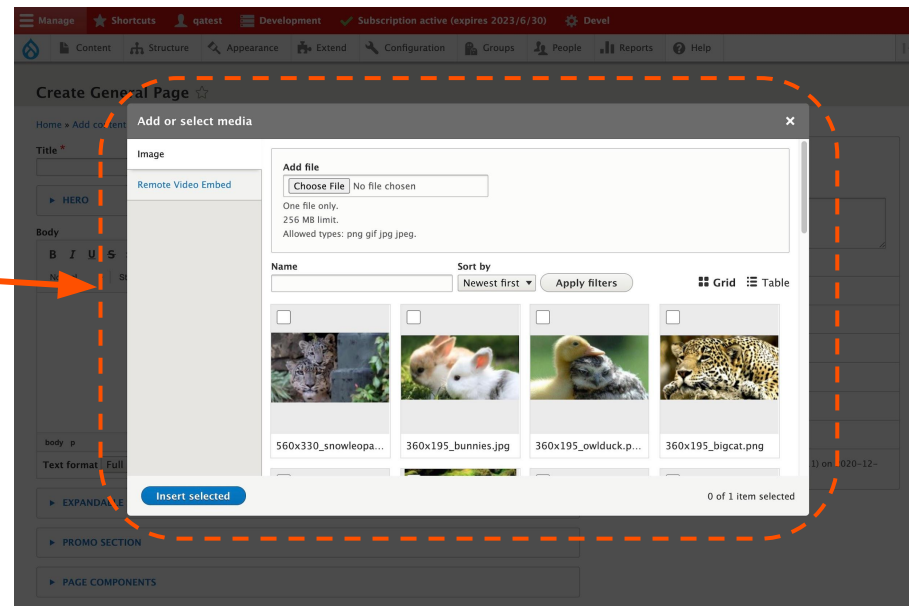 Manage Shortcuts qatest Development Subscription active (expires 2023/6/30) Devel
Content Structure Appearance Extend Configuration Groups People Reports Help
Create General Page
Home » Add content
Title *
HERO
Body
B I U S
Text format Full
body p
EXPANDABLE
PROMO SECTION
PAGE COMPONENTS
Add or select media ×
Image
Remote Video Embed
Add file
Choose File No file chosen
One file only.
256 MB limit.
Allowed types: png gif jpg jpeg.
Name
Sort by
Newest first Apply filters Grid Table
560x330_snowleopa... 360x195_bunnies.jpg 360x195_owlduck.p... 360x195_bigcat.png
Insert selected 0 of 1 item selected